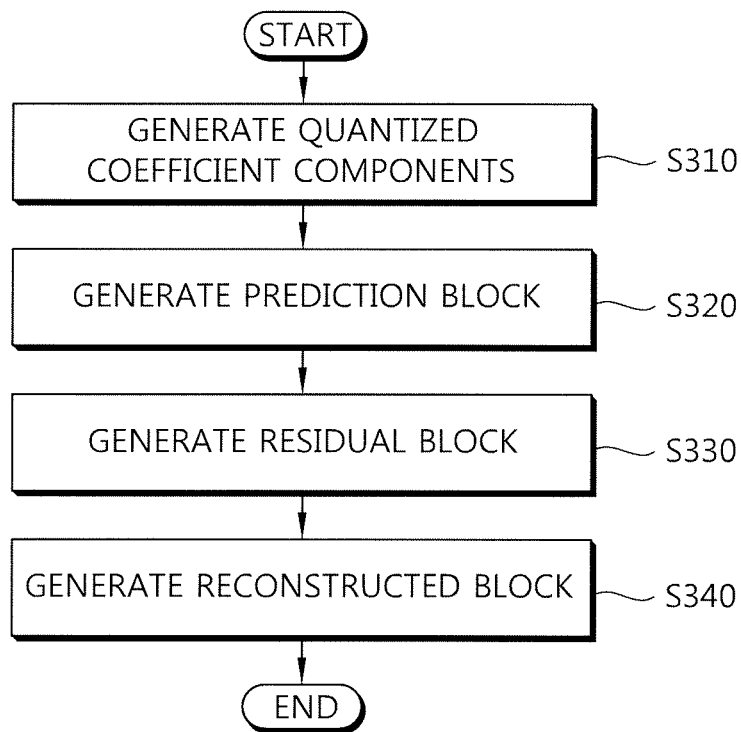 START
GENERATE QUANTIZED
COEFFICIENT COMPONENTS
S310
GENERATE PREDICTION BLOCK
S320
GENERATE RESIDUAL BLOCK
S330
GENERATE RECONSTRUCTED BLOCK
S340
END